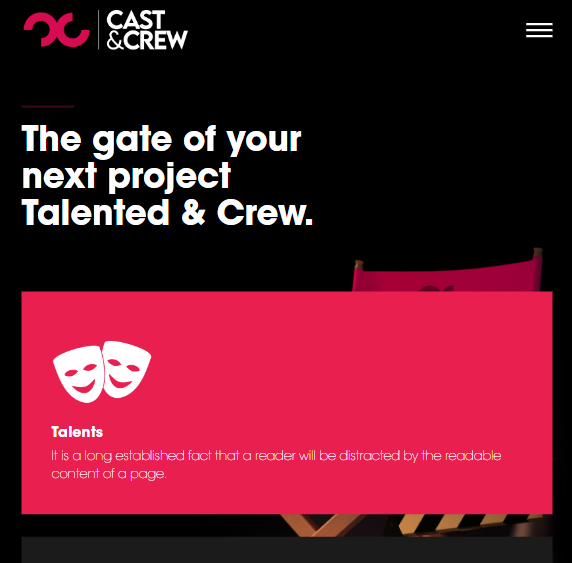 CAST
&CREW
The gate of your
next project
Talented & Crew.
Talents
It is a long established fact that a reader will be distracted by the readable
content of a page.